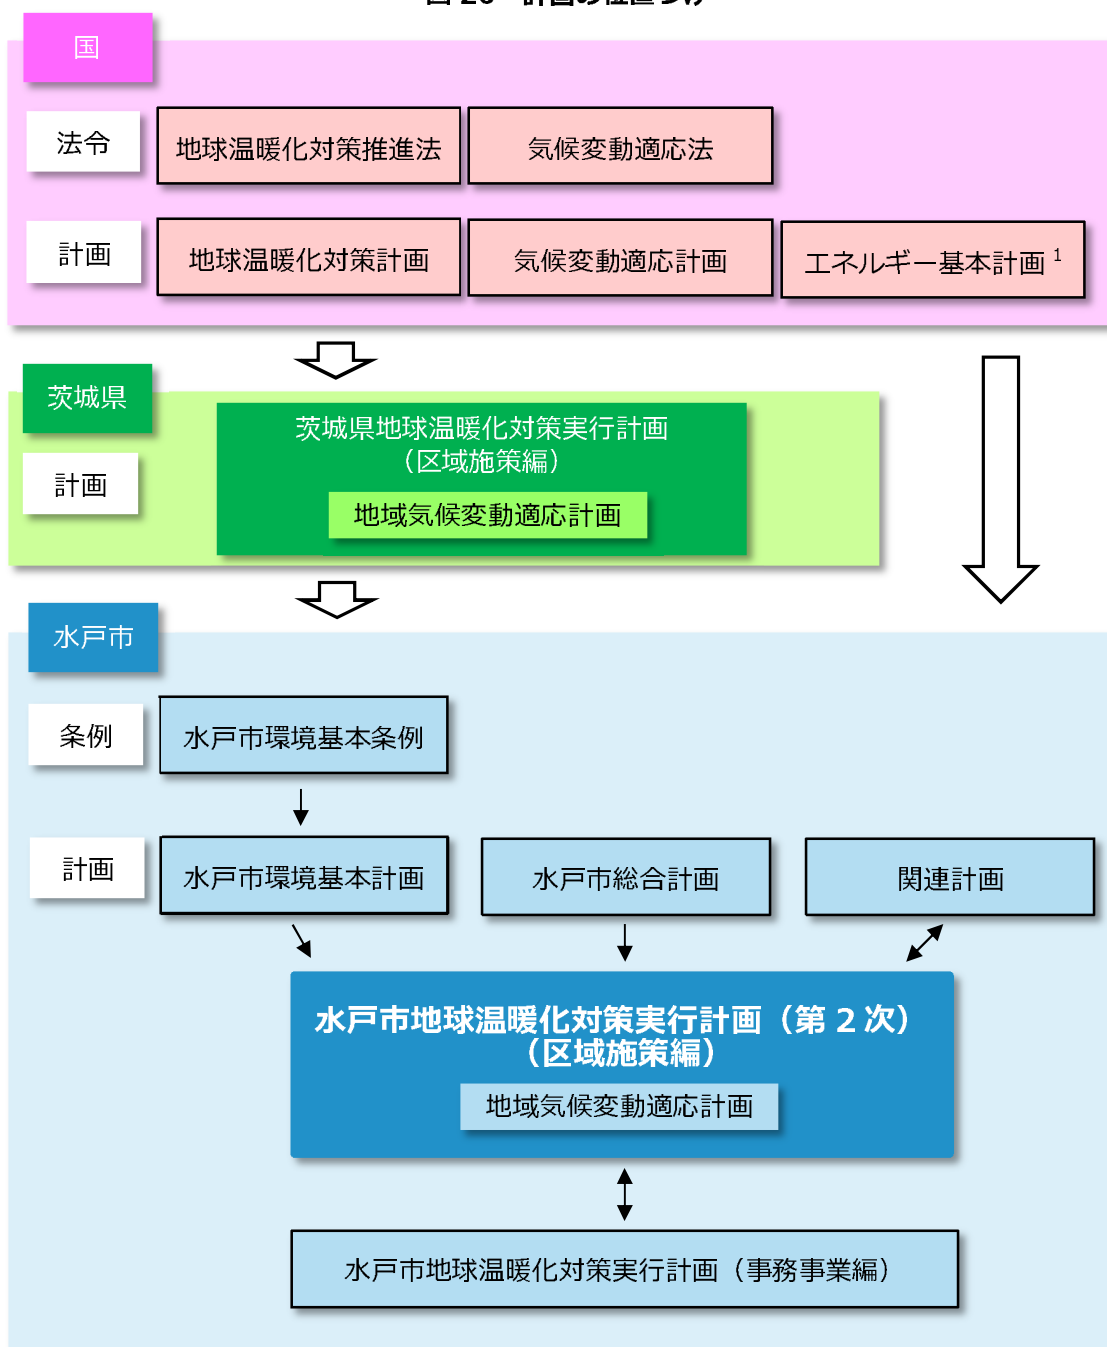 国
法令
地球温暖化対策推進法
気候変動適応法
計画
地球温暖化対策計画
気候変動適応計画
エネルギー基本計画 1
茨城県
計画
茨城県地球温暖化対策実行計画
（区域施策編）
地域気候変動適応計画
水戸市
条例
水戸市環境基本条例
計画
水戸市環境基本計画
水戸市総合計画
関連計画
水戸市地球温暖化対策実行計画（第２次）
（区域施策編）
地域気候変動適応計画
水戸市地球温暖化対策実行計画（事務事業編）